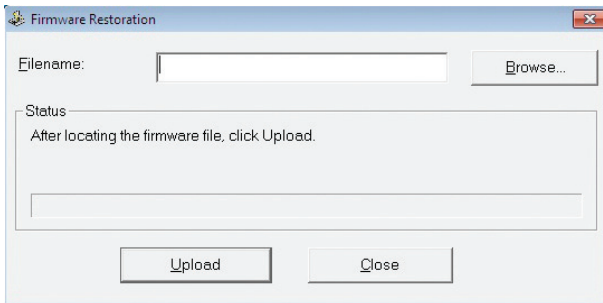 Firmware Restoration
Filename:
Browse...
Status
After locating the firmware file, click Upload.
Upload
Close